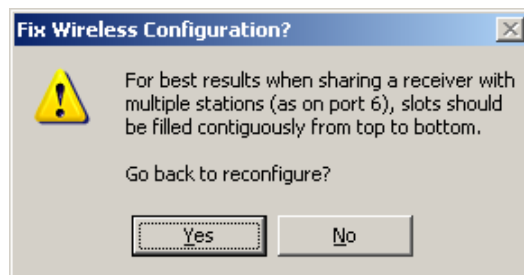 Fix Wireless Configuration?
For best results when sharing a receiver with
multiple stations (as on port 6), slots should
be filled contiguously from top to bottom.
Go back to reconfigure?
Yes
No